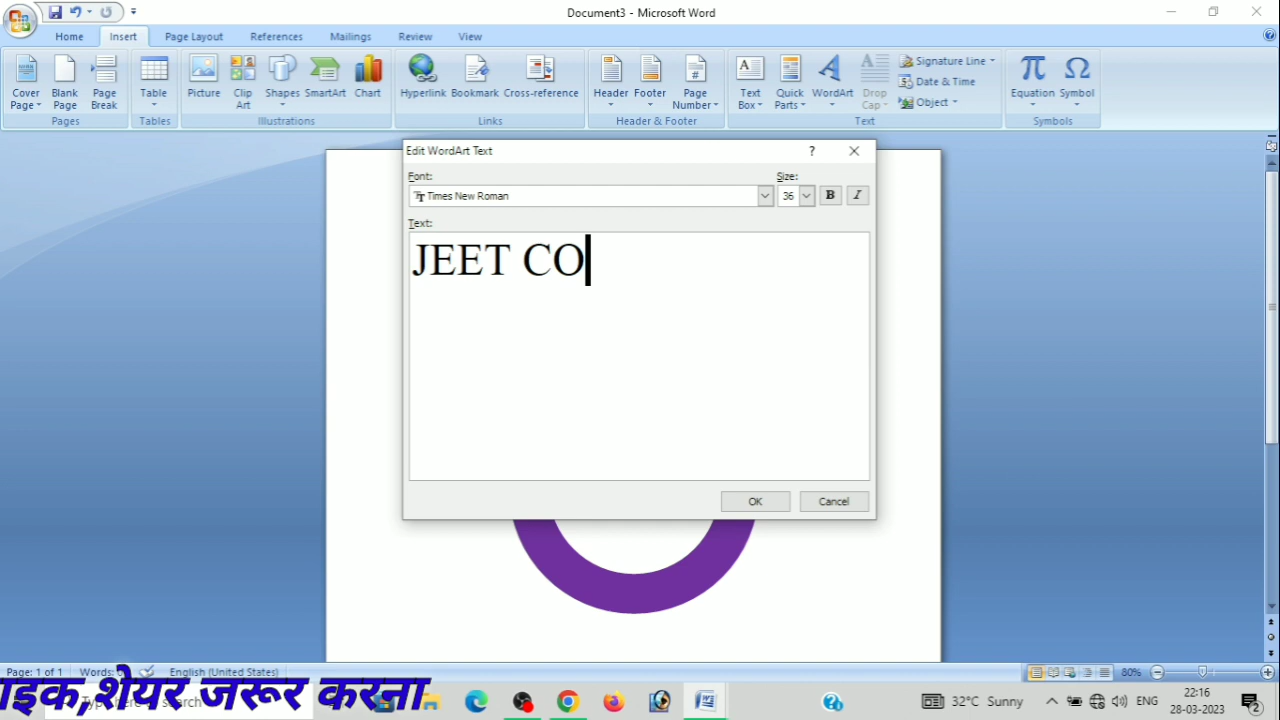 Document3 - Microsoft Word
Home Insert Page Layout References Mailings Review View
Cover Page Blank Page Page Break Table Picture Clip Art Shapes SmartArt Chart Hyperlink Bookmark Cross-reference Header Footer Page Number Text Box Quick Parts WordArt Drop Cap Signature Line Date & Time Object Equation Symbol
Pages Tables Illustrations Links Header & Footer Text Symbols
Edit WordArt Text ?
Font: Size:
Times New Roman 36 B I
Text:
JEET CO
OK Cancel
Page: 1 of 1 Words: English (United States) 80%
शेयर जरूर करना
32°C Sunny ENG 22:16
28-03-2023 2